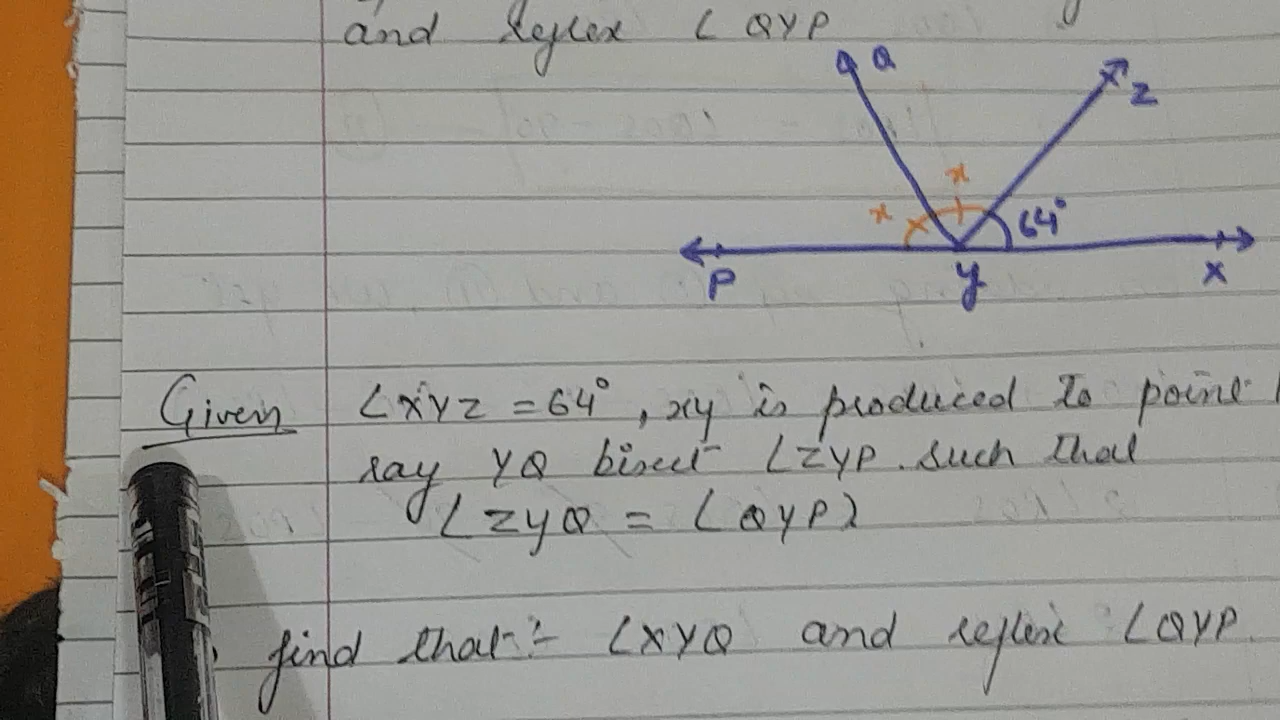 and reflex ∠QYP
Q
Z
x
x
64°
P
y
X
Given ∠XYZ = 64°, xy is produced to point
ray YQ bisect ∠ZYP. such that
∠ZYQ = ∠QYP)
find that:- ∠XYQ and reflex ∠QYP